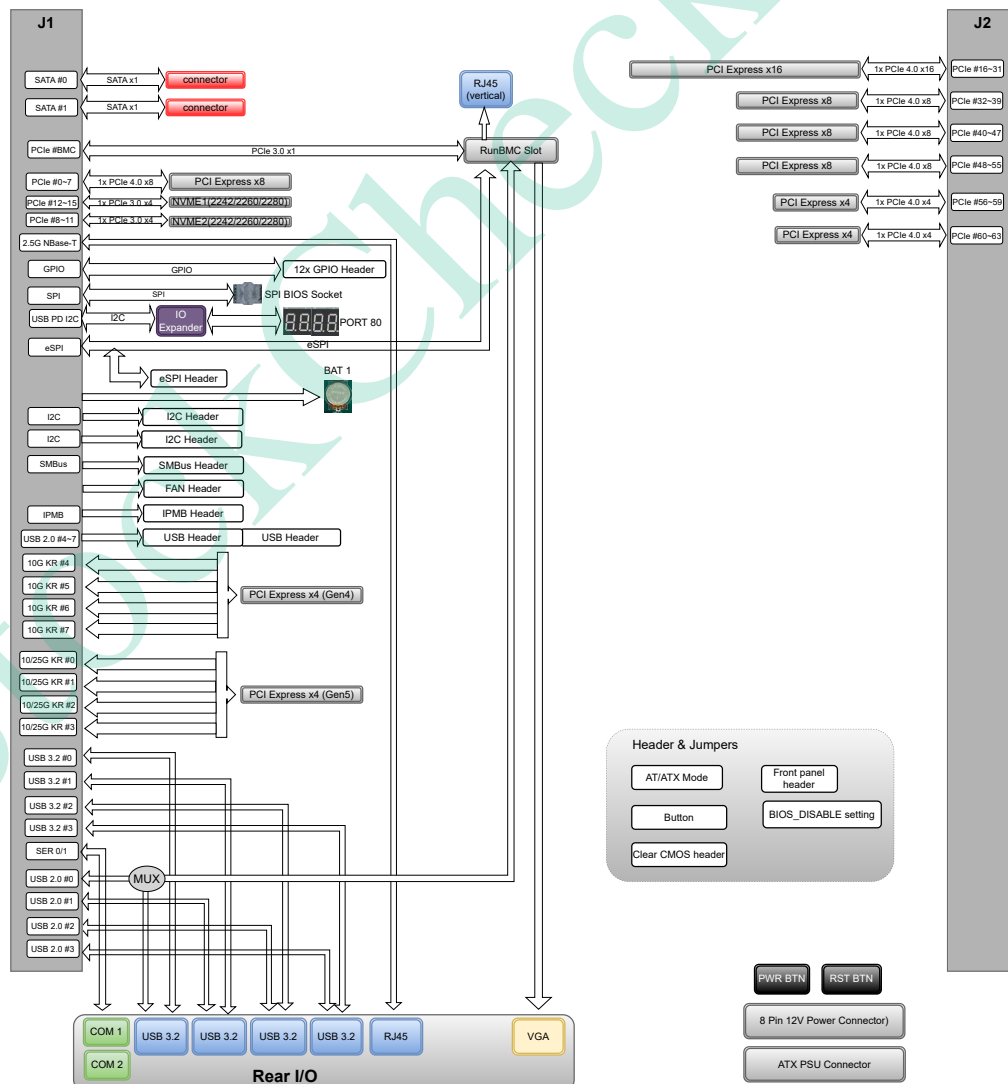 J1
J2
SATA #0
SATA x1
connector
SATA #1
SATA x1
connector
RJ45
(vertical)
PCIe #BMC
PCIe 3.0 x1
RunBMC Slot
PCIe #0~7
1x PCIe 4.0 x8
PCI Express x8
PCIe #12~15
1x PCIe 3.0 x4
NVME1(2242/2260/2280)
PCIe #8~11
1x PCIe 3.0 x4
NVME2(2242/2260/2280)
2.5G NBase-T
GPIO
GPIO
12x GPIO Header
SPI
SPI
SPI BIOS Socket
USB PD I2C
I2C
IO
Expander
PORT 80
eSPI
eSPI
eSPI Header
BAT 1
I2C
I2C Header
I2C
I2C Header
SMBus
SMBus Header
FAN Header
IPMB
IPMB Header
USB 2.0 #4~7
USB Header
USB Header
10G KR #4
10G KR #5
10G KR #6
10G KR #7
PCI Express x4 (Gen4)
10/25G KR #0
10/25G KR #1
10/25G KR #2
10/25G KR #3
PCI Express x4 (Gen5)
USB 3.2 #0
USB 3.2 #1
USB 3.2 #2
USB 3.2 #3
SER 0/1
USB 2.0 #0
MUX
USB 2.0 #1
USB 2.0 #2
USB 2.0 #3
PCI Express x16
1x PCIe 4.0 x16
PCIe #16~31
PCI Express x8
1x PCIe 4.0 x8
PCIe #32~39
PCI Express x8
1x PCIe 4.0 x8
PCIe #40~47
PCI Express x8
1x PCIe 4.0 x8
PCIe #48~55
PCI Express x4
1x PCIe 4.0 x4
PCIe #56~59
PCI Express x4
1x PCIe 4.0 x4
PCIe #60~63
Header & Jumpers
AT/ATX Mode
Front panel
header
Button
BIOS_DISABLE setting
Clear CMOS header
PWR BTN
RST BTN
8 Pin 12V Power Connector)
ATX PSU Connector
COM 1
COM 2
USB 3.2
USB 3.2
USB 3.2
USB 3.2
RJ45
VGA
Rear I/O